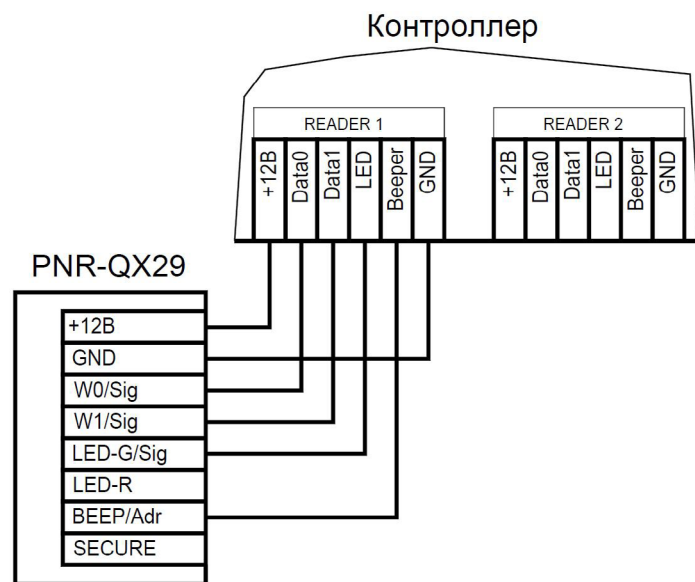 Контроллер
READER 1
READER 2
+12В
Data0
Data1
LED
Beeper
GND
+12В
Data0
Data1
LED
Beeper
GND
PNR-QX29
+12В
GND
W0/Sig
W1/Sig
LED-G/Sig
LED-R
BEEP/Adr
SECURE